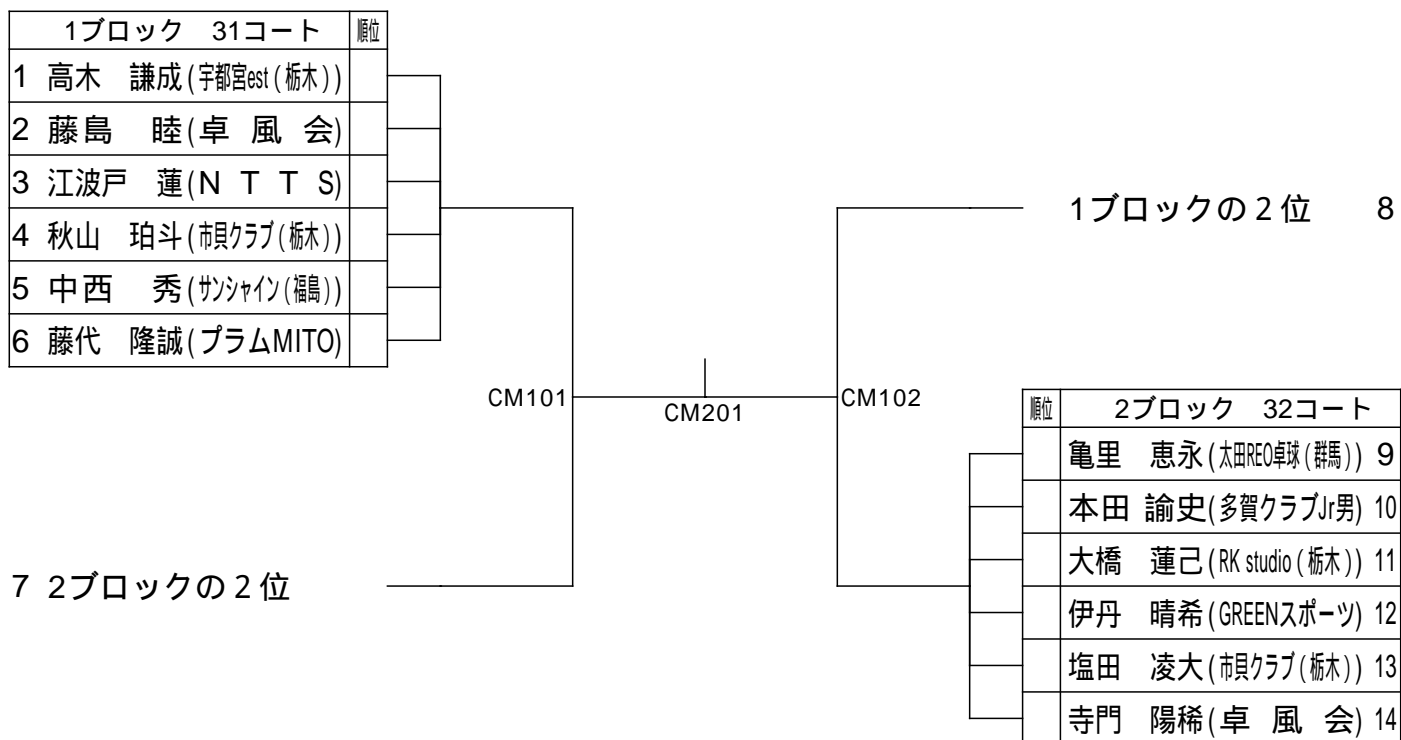 1ブロック　31コート 順位
1 高木　謙成(宇都宮est(栃木))
2 藤島　睦(卓 風 会)
3 江波戸　蓮(N T T S)
4 秋山　珀斗(市貝クラブ(栃木))
5 中西　秀(サンシャイン(福島))
6 藤代　隆誠(プラムMITO)
7 2ブロックの2位
CM101
CM201
CM102
1ブロックの2位　8
順位 2ブロック　32コート
亀里　恵永(太田REO卓球(群馬)) 9
本田 諭史(多賀クラブJr男) 10
大橋　蓮己(RK studio(栃木)) 11
伊丹　晴希(GREENスポーツ) 12
塩田　凌大(市貝クラブ(栃木)) 13
寺門　陽稀(卓 風 会) 14